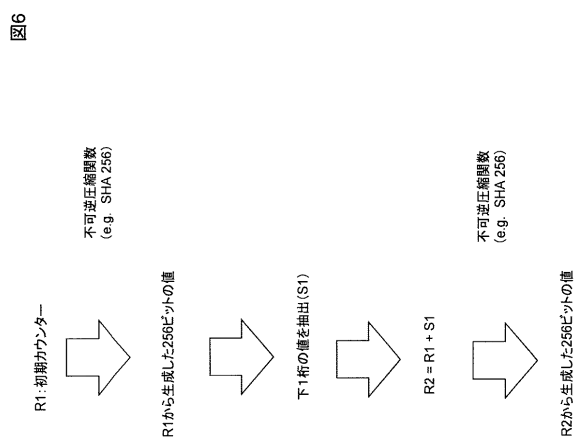 図6
R1:初期カウンター
不可逆圧縮関数
(e.g. SHA 256)
R1から生成した256ビットの値
下1桁の値を抽出(S1)
R2 = R1 + S1
不可逆圧縮関数
(e.g. SHA 256)
R2から生成した256ビットの値